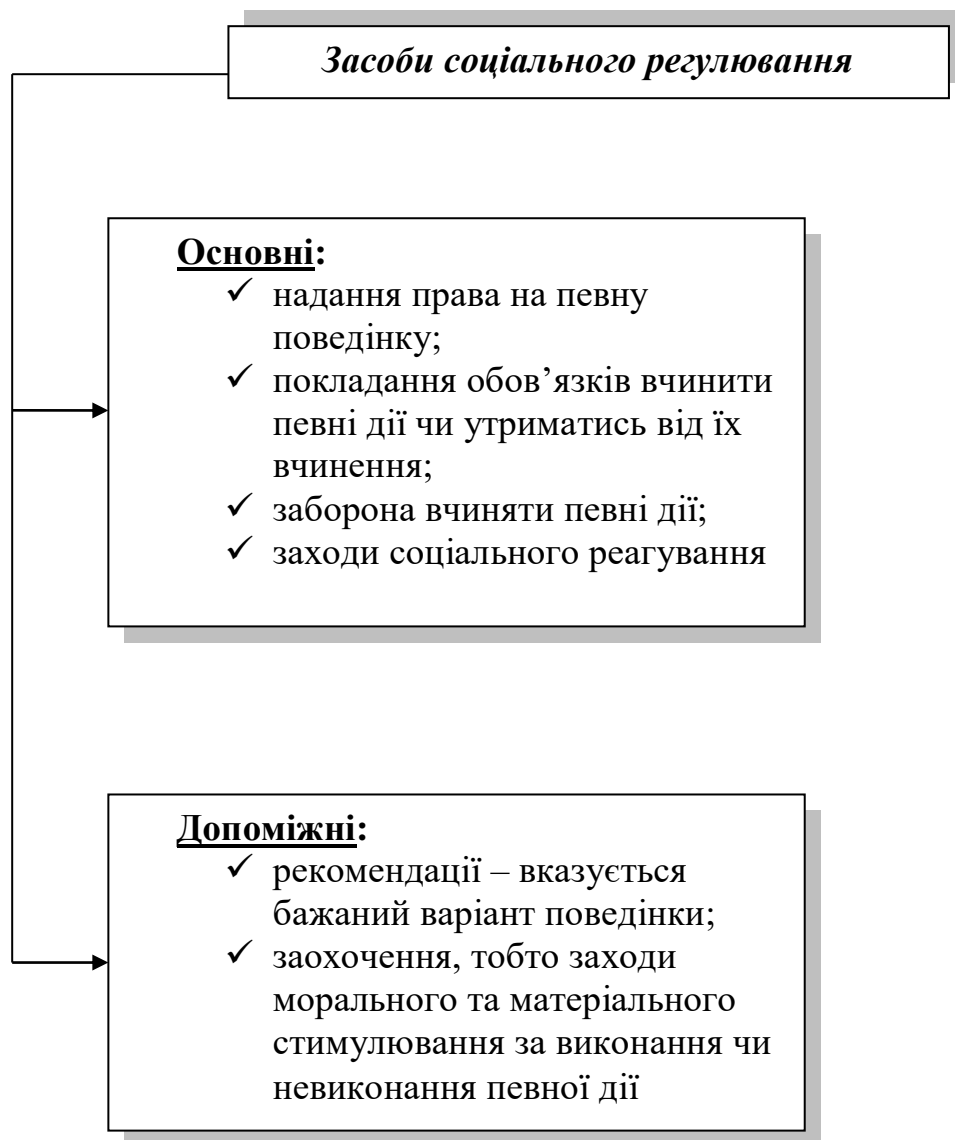 Засоби соціального регулювання
Основні:
✓ надання права на певну
поведінку;
✓ покладання обов’язків вчинити
певні дії чи утриматись від їх
вчинення;
✓ заборона вчиняти певні дії;
✓ заходи соціального реагування
Допоміжні:
✓ рекомендації – вказується
бажаний варіант поведінки;
✓ заохочення, тобто заходи
морального та матеріального
стимулювання за виконання чи
невиконання певної дії